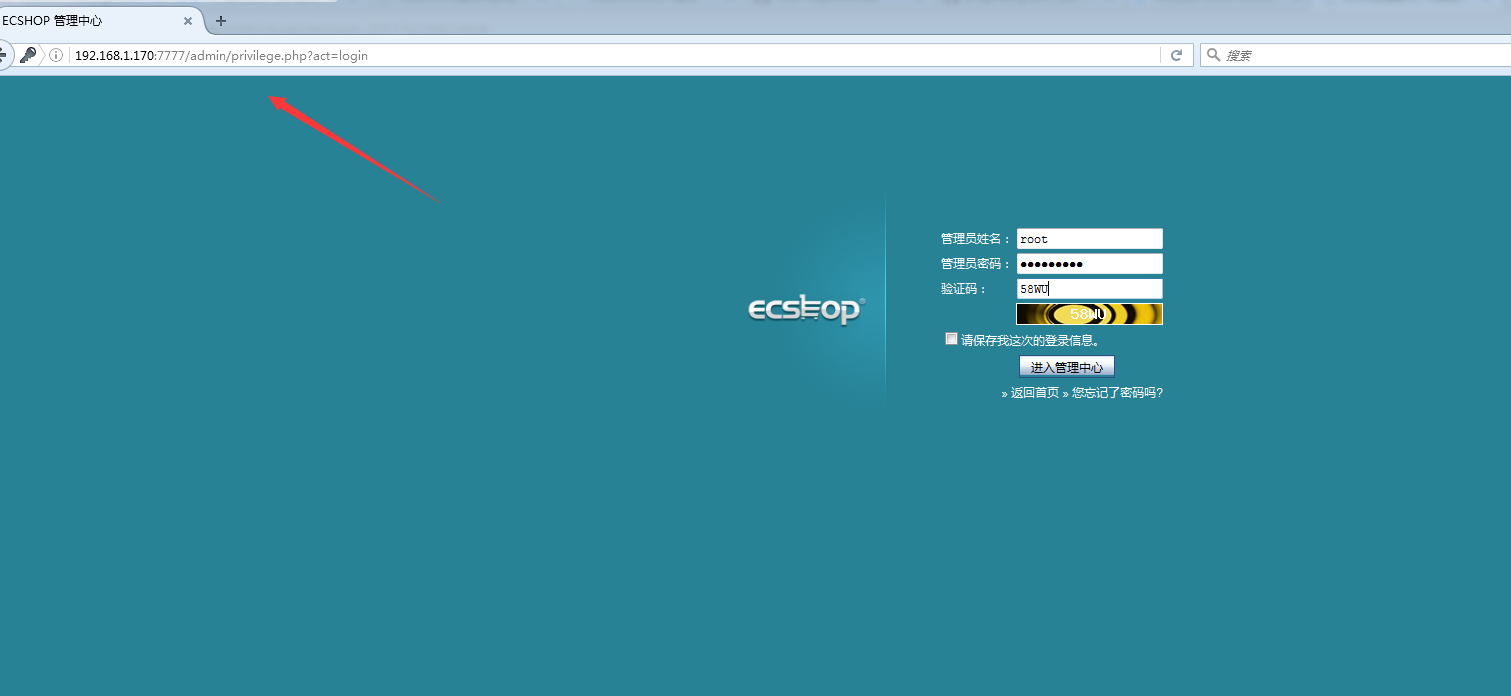 ECSHOP 管理中心
192.168.1.170:7777/admin/privilege.php?act=login
搜索
管理员姓名：
root
管理员密码：
验证码：
58WU
58WU
ecshop®
请保存我这次的登录信息。
进入管理中心
» 返回首页 » 您忘记了密码吗?